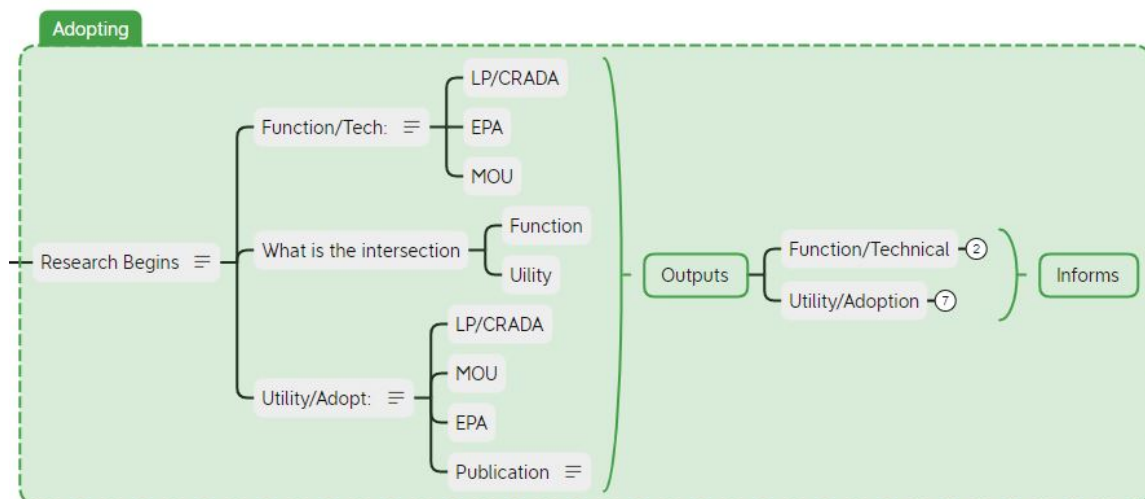 Adopting
Research Begins
Function/Tech:
LP/CRADA
EPA
MOU
What is the intersection
Function
Uility
Utility/Adopt:
LP/CRADA
MOU
EPA
Publication
Outputs
Function/Technical
2
Utility/Adoption
7
Informs